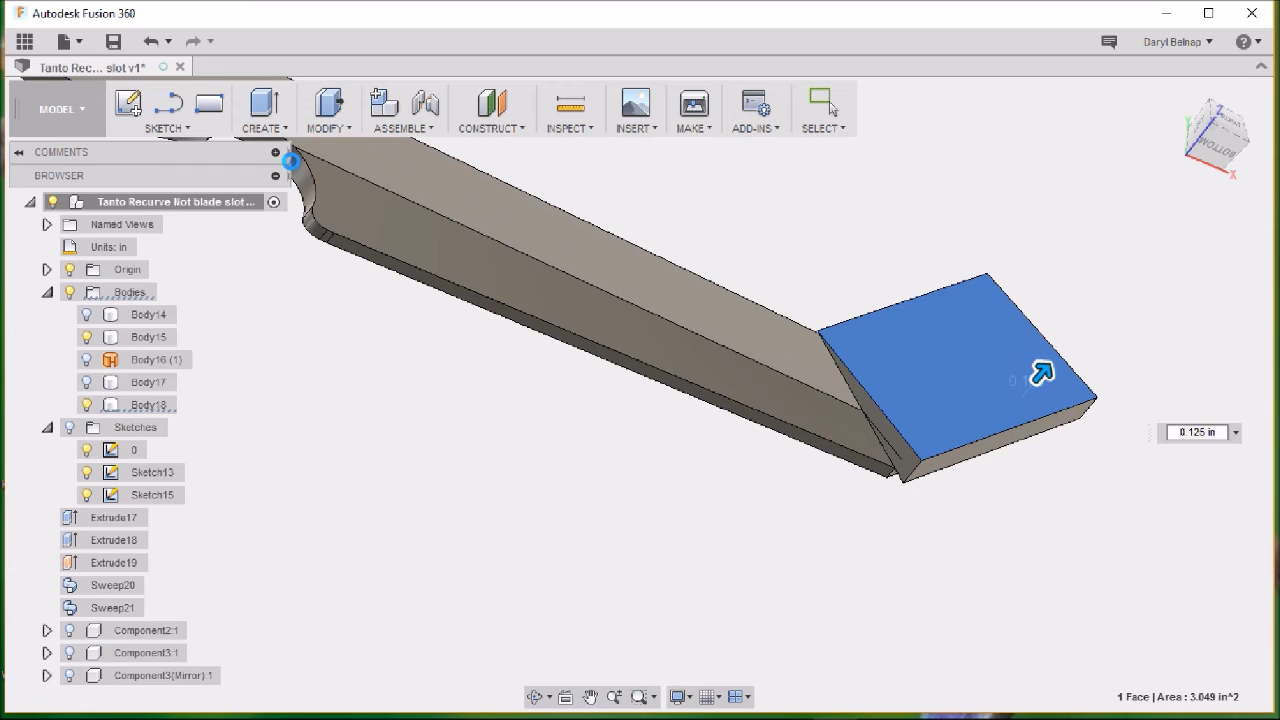 Autodesk Fusion 360
Daryl Belnap
Tanto Rec... slot v1*
MODEL
SKETCH
CREATE
MODIFY
ASSEMBLE
CONSTRUCT
INSPECT
INSERT
MAKE
ADD-INS
SELECT
Z
Y
X
BOTTOM
COMMENTS
BROWSER
Tanto Recurve Not blade slot ...
Named Views
Units: in
Origin
Bodies
Body14
Body15
Body16 (1)
Body17
Body18
Sketches
0
Sketch13
Sketch15
Extrude17
Extrude18
Extrude19
Sweep20
Sweep21
Component2:1
Component3:1
Component3(Mirror):1
0.125 in
1 Face | Area : 3.049 in^2